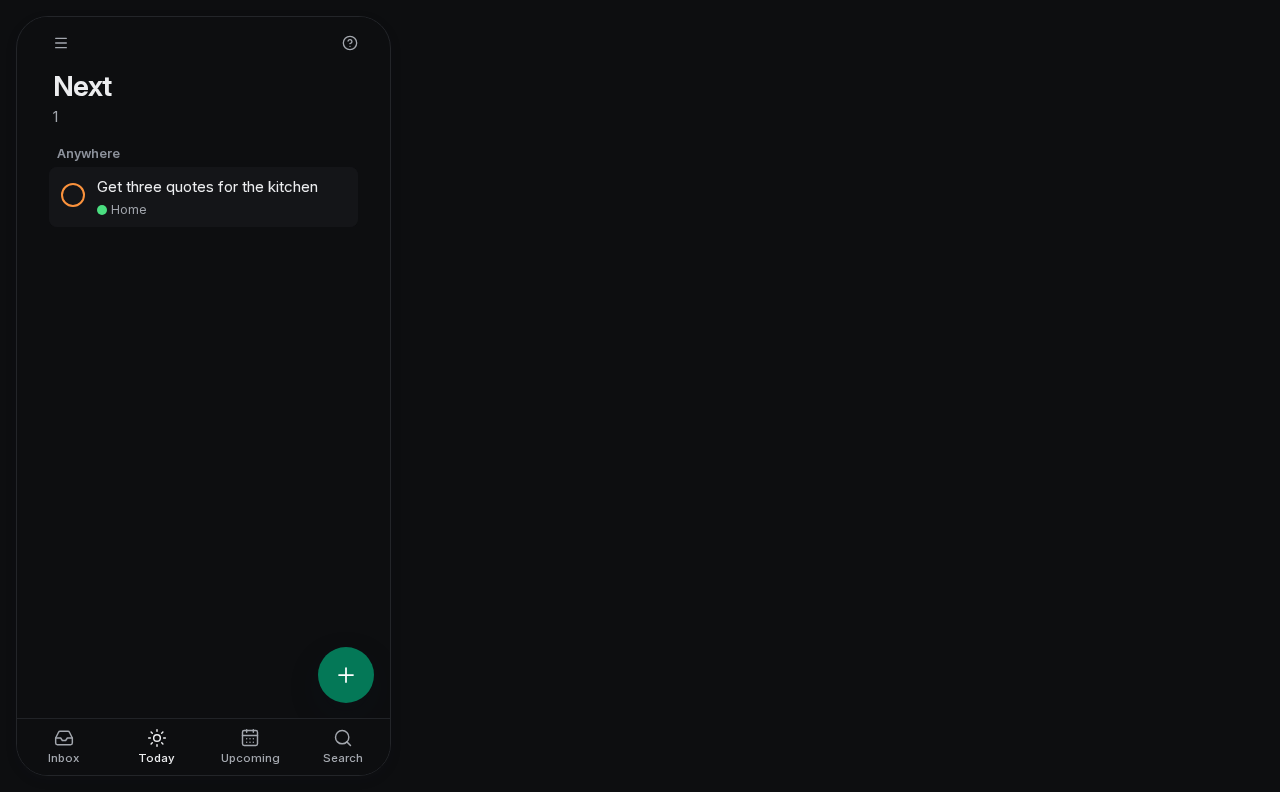 Next
1
Anywhere
Get three quotes for the kitchen
Home
Inbox
Today
Upcoming
Search